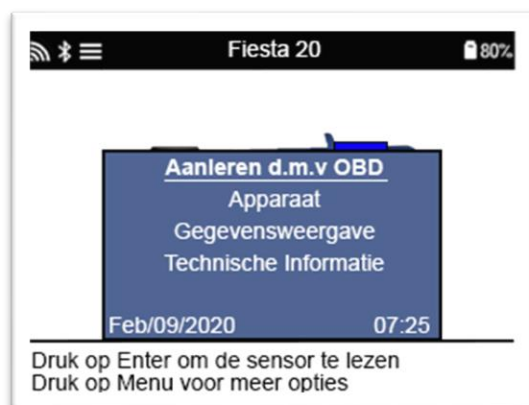 Fiesta 20 80%
Aanleren d.m.v OBD
Apparaat
Gegevensweergave
Technische Informatie
Feb/09/2020 07:25
Druk op Enter om de sensor te lezen
Druk op Menu voor meer opties